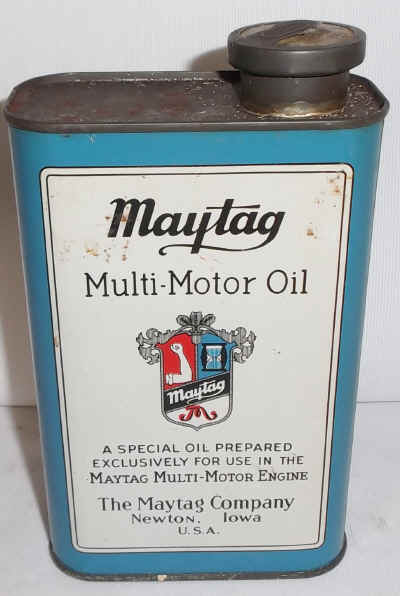 Maytag
Multi-Motor Oil
Maytag
M
A SPECIAL OIL PREPARED
EXCLUSIVELY FOR USE IN THE
MAYTAG MULTI-MOTOR ENGINE
The Maytag Company
Newton, Iowa
U.S.A.